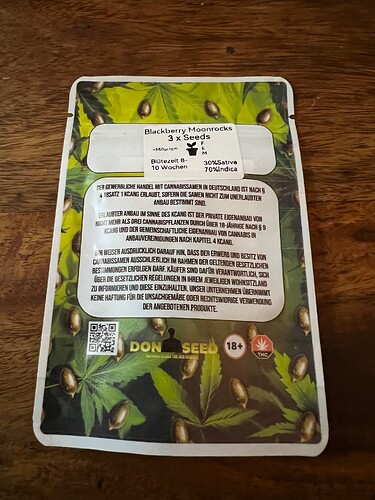 Blackberry Moonrocks
3 x Seeds
F
E
M
Blütezeit 8-
10 Wochen
30%Sativa
70%Indica
DER GEWERBLICHE HANDEL MIT CANNABISSAMEN IN DEUTSCHLAND IST NACH §
4 ABSATZ 1 KCANG ERLAUBT, SOFERN DIE SAMEN NICHT ZUM UNERLAUBTEN
ANBAU BESTIMMT SIND.
ERLAUBTER ANBAU IM SINNE DES KCANG IST DER PRIVATE EIGENANBAU VON
NICHT MEHR ALS DREI CANNABISPFLANZEN DURCH ÜBER 18-JÄHRIGE NACH § 9
KCANG UND DER GEMEINSCHAFTLICHE EIGENANBAU VON CANNABIS IN
ANBAUVEREINIGUNGEN NACH KAPITEL 4 KCANG.
WIR WEISEN AUSDRÜCKLICH DARAUF HIN, DASS DER ERWERB UND BESITZ VON
CANNABISSAMEN AUSSCHLIESSLICH IM RAHMEN DER GELTENDEN GESETZLICHEN
BESTIMMUNGEN ERFOLGEN DARF. KÄUFER SIND DAFÜR VERANTWORTLICH, SICH
ÜBER DIE GESETZLICHEN REGELUNGEN IN IHREM JEWEILIGEN WOHNSITZLAND
ZU INFORMIEREN UND DIESE EINZUHALTEN. UNSER UNTERNEHMEN ÜBERNIMMT
KEINE HAFTUNG FÜR DIE UNSACHGEMÄSSE ODER RECHTSWIDRIGE VERWENDUNG
DER ANGEBOTENEN PRODUKTE.
DON SEED
18+
THC